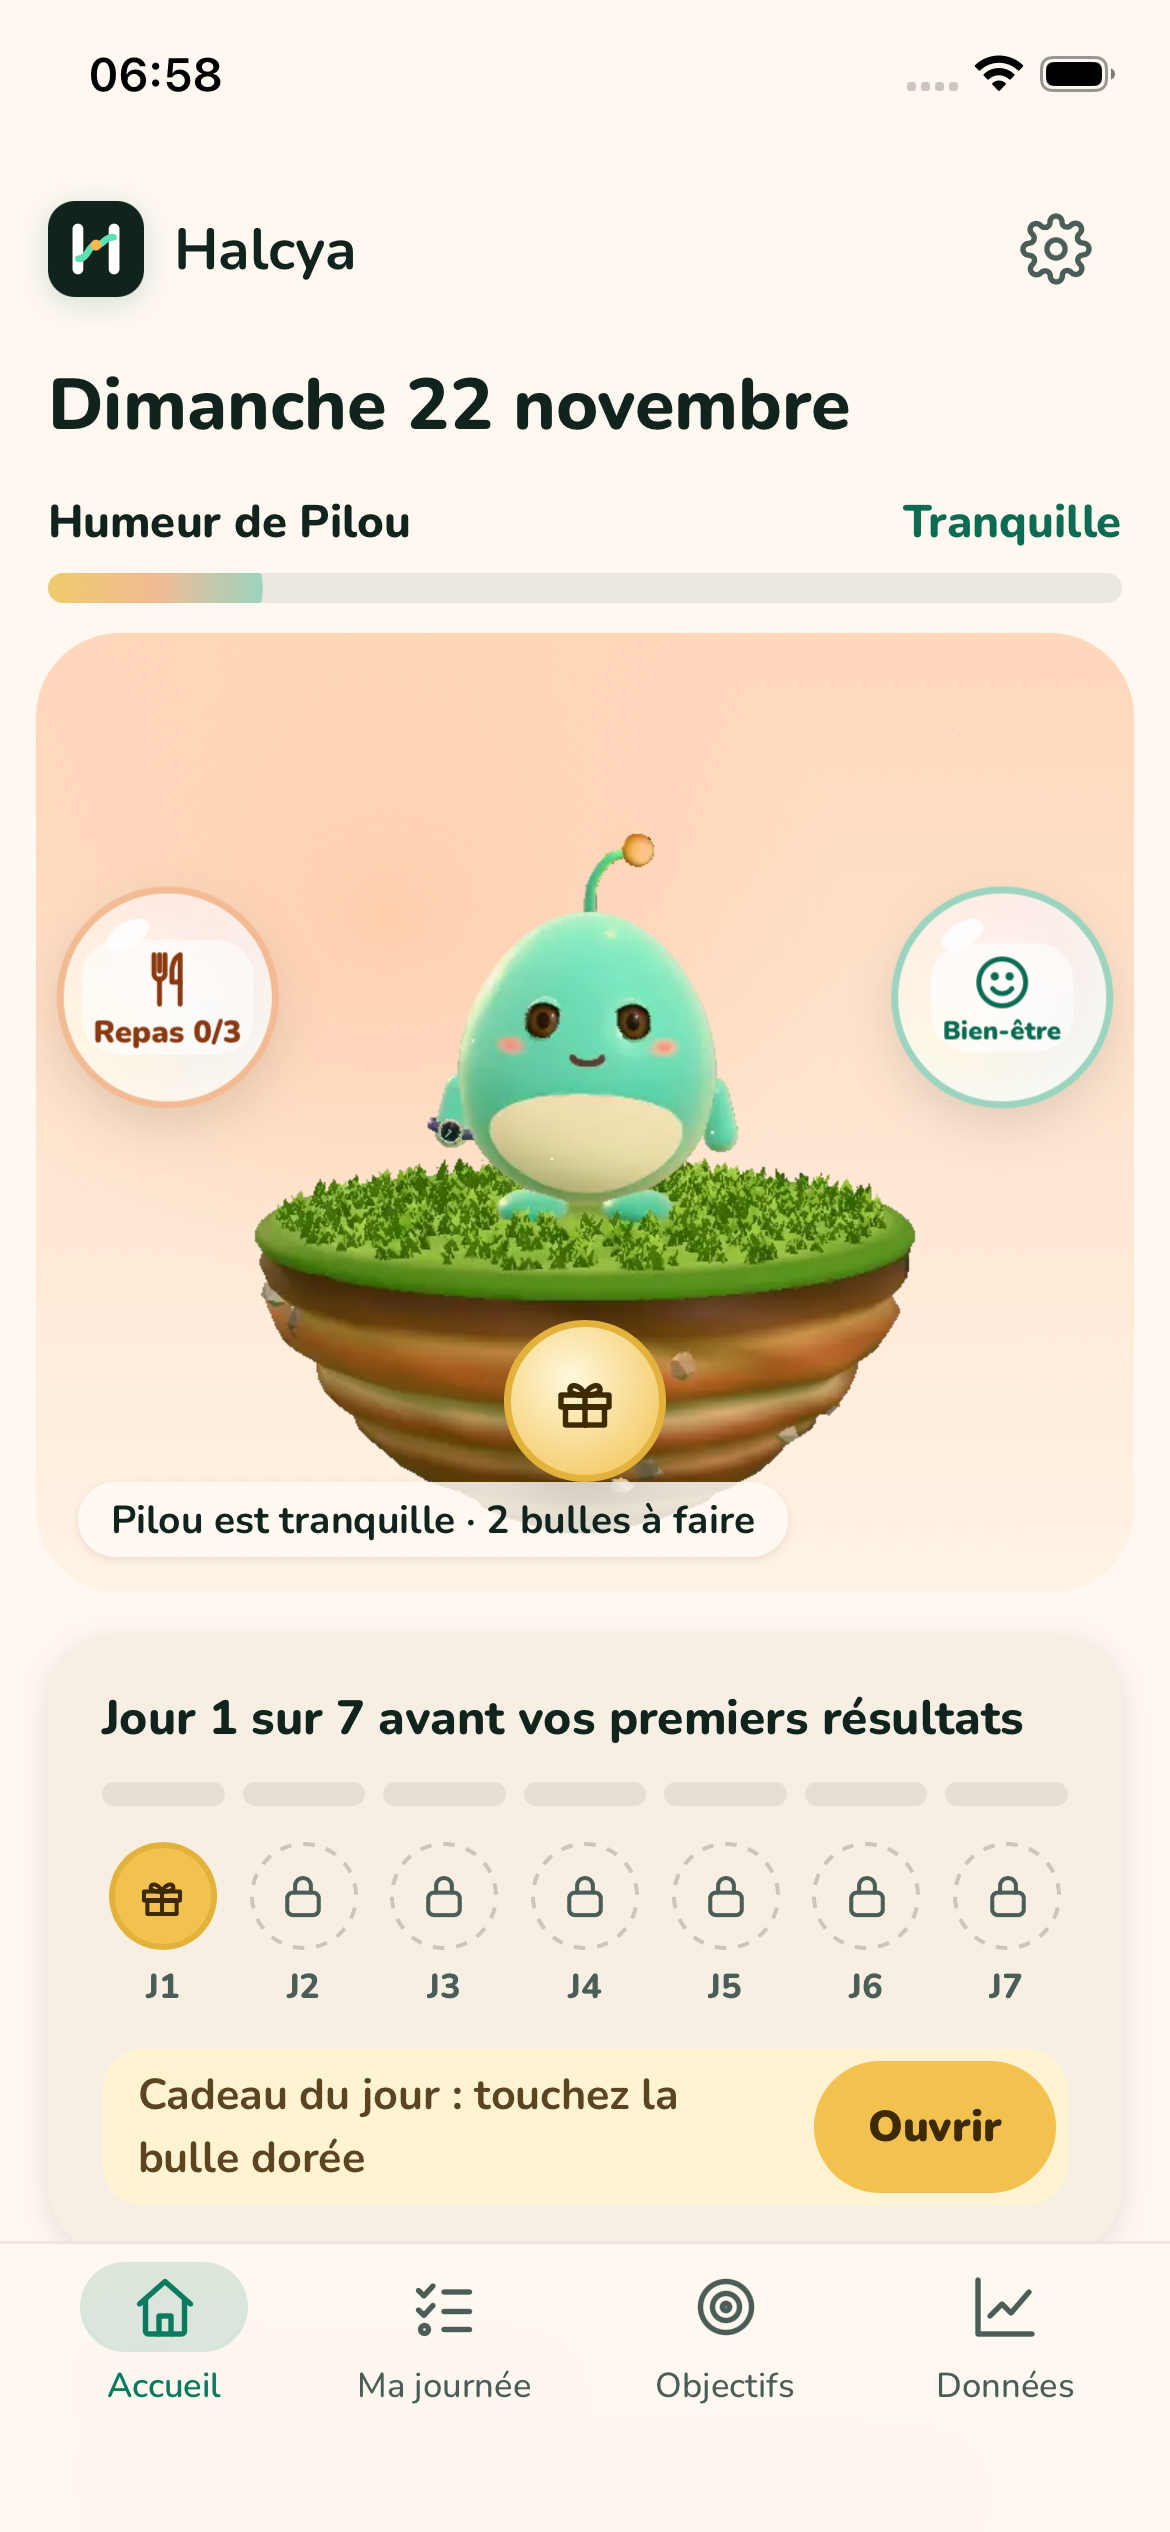 06:58
Halcya
Dimanche 22 novembre
Humeur de Pilou
Tranquille
Repas 0/3
Bien-être
Pilou est tranquille · 2 bulles à faire
Jour 1 sur 7 avant vos premiers résultats
J1
J2
J3
J4
J5
J6
J7
Cadeau du jour : touchez la
bulle dorée
Ouvrir
Accueil
Ma journée
Objectifs
Données